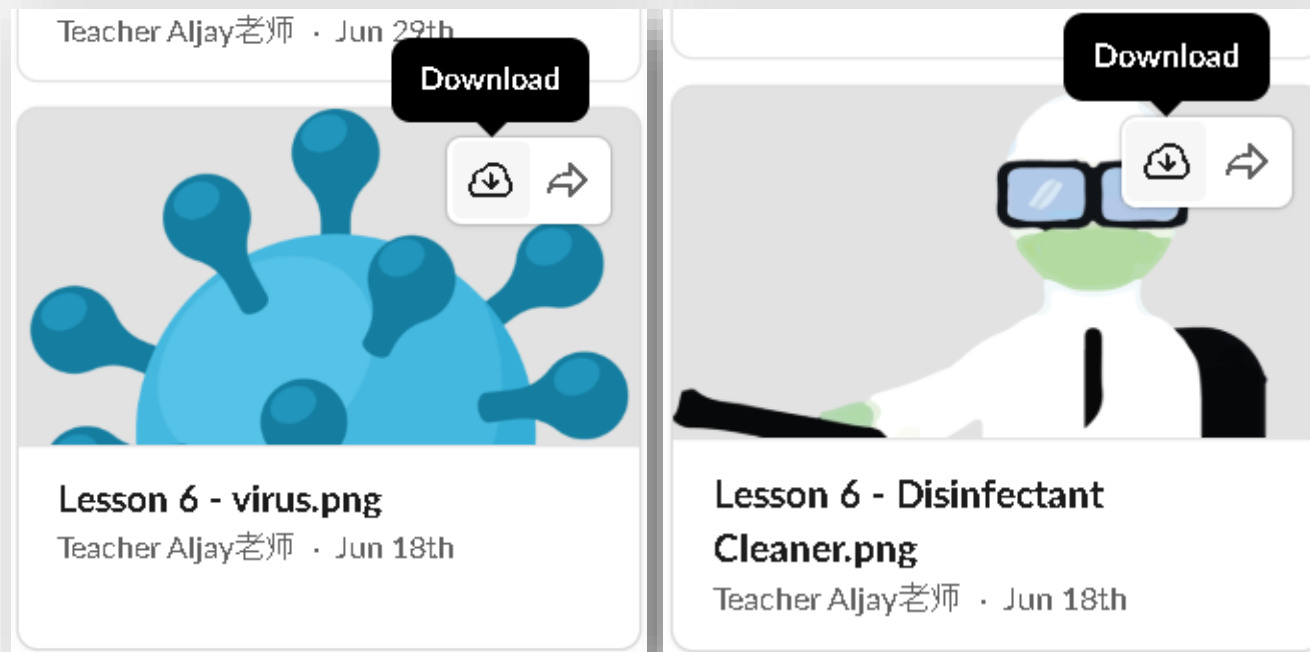 Teacher Aljay老师 · Jun 29th
Download
Lesson 6 - virus.png
Teacher Aljay老师 · Jun 18th
Download
Lesson 6 - Disinfectant
Cleaner.png
Teacher Aljay老师 · Jun 18th